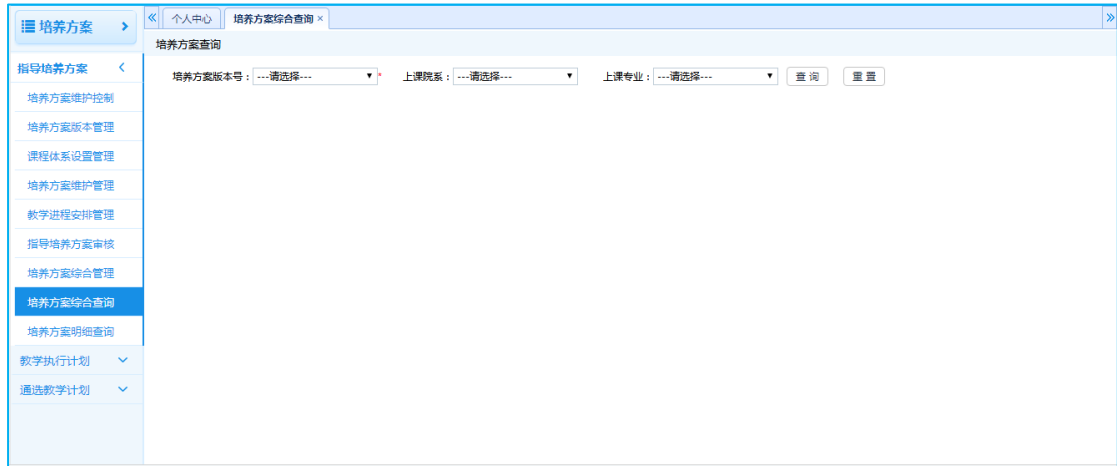 培养方案
个人中心 培养方案综合查询 ×
培养方案查询
培养方案版本号：---请选择--- * 上课院系：---请选择--- 上课专业：---请选择--- 查 询 重 置
指导培养方案
培养方案维护控制
培养方案版本管理
课程体系设置管理
培养方案维护管理
教学进程安排管理
指导培养方案审核
培养方案综合管理
培养方案综合查询
培养方案明细查询
教学执行计划
通选教学计划